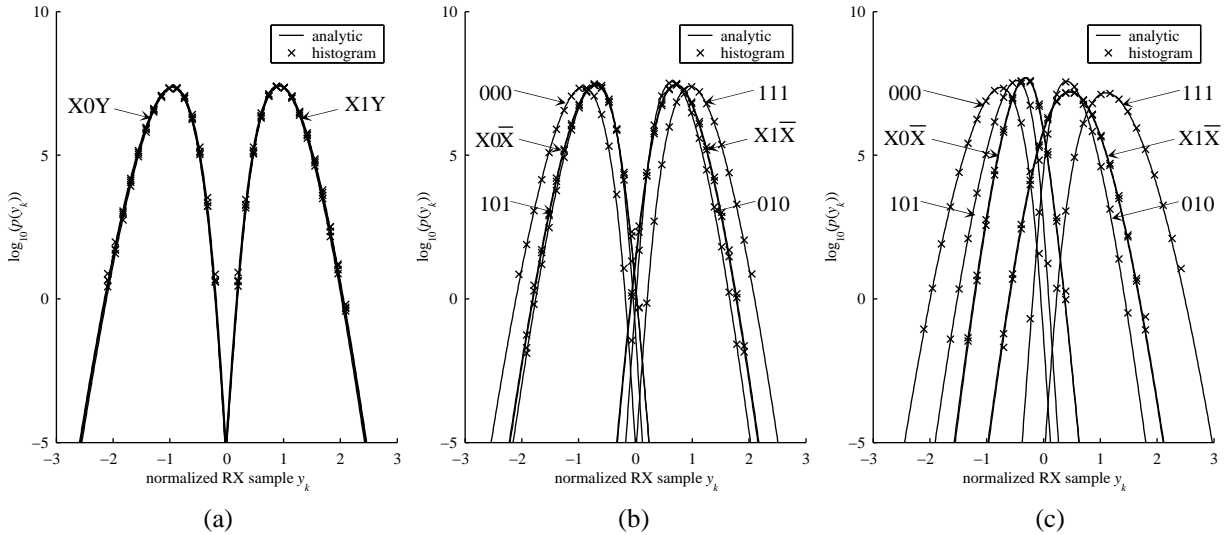 10
5
0
−5
log10(p(yk))
analytic
histogram
X0Y
X1Y
−3 −2 −1 0 1 2 3
normalized RX sample yk
(a)
10
5
0
−5
log10(p(yk))
analytic
histogram
000
111
X0X̅
X1X̅
101
010
−3 −2 −1 0 1 2 3
normalized RX sample yk
(b)
10
5
0
−5
log10(p(yk))
analytic
histogram
000
111
X0X̅
X1X̅
101
010
−3 −2 −1 0 1 2 3
normalized RX sample yk
(c)